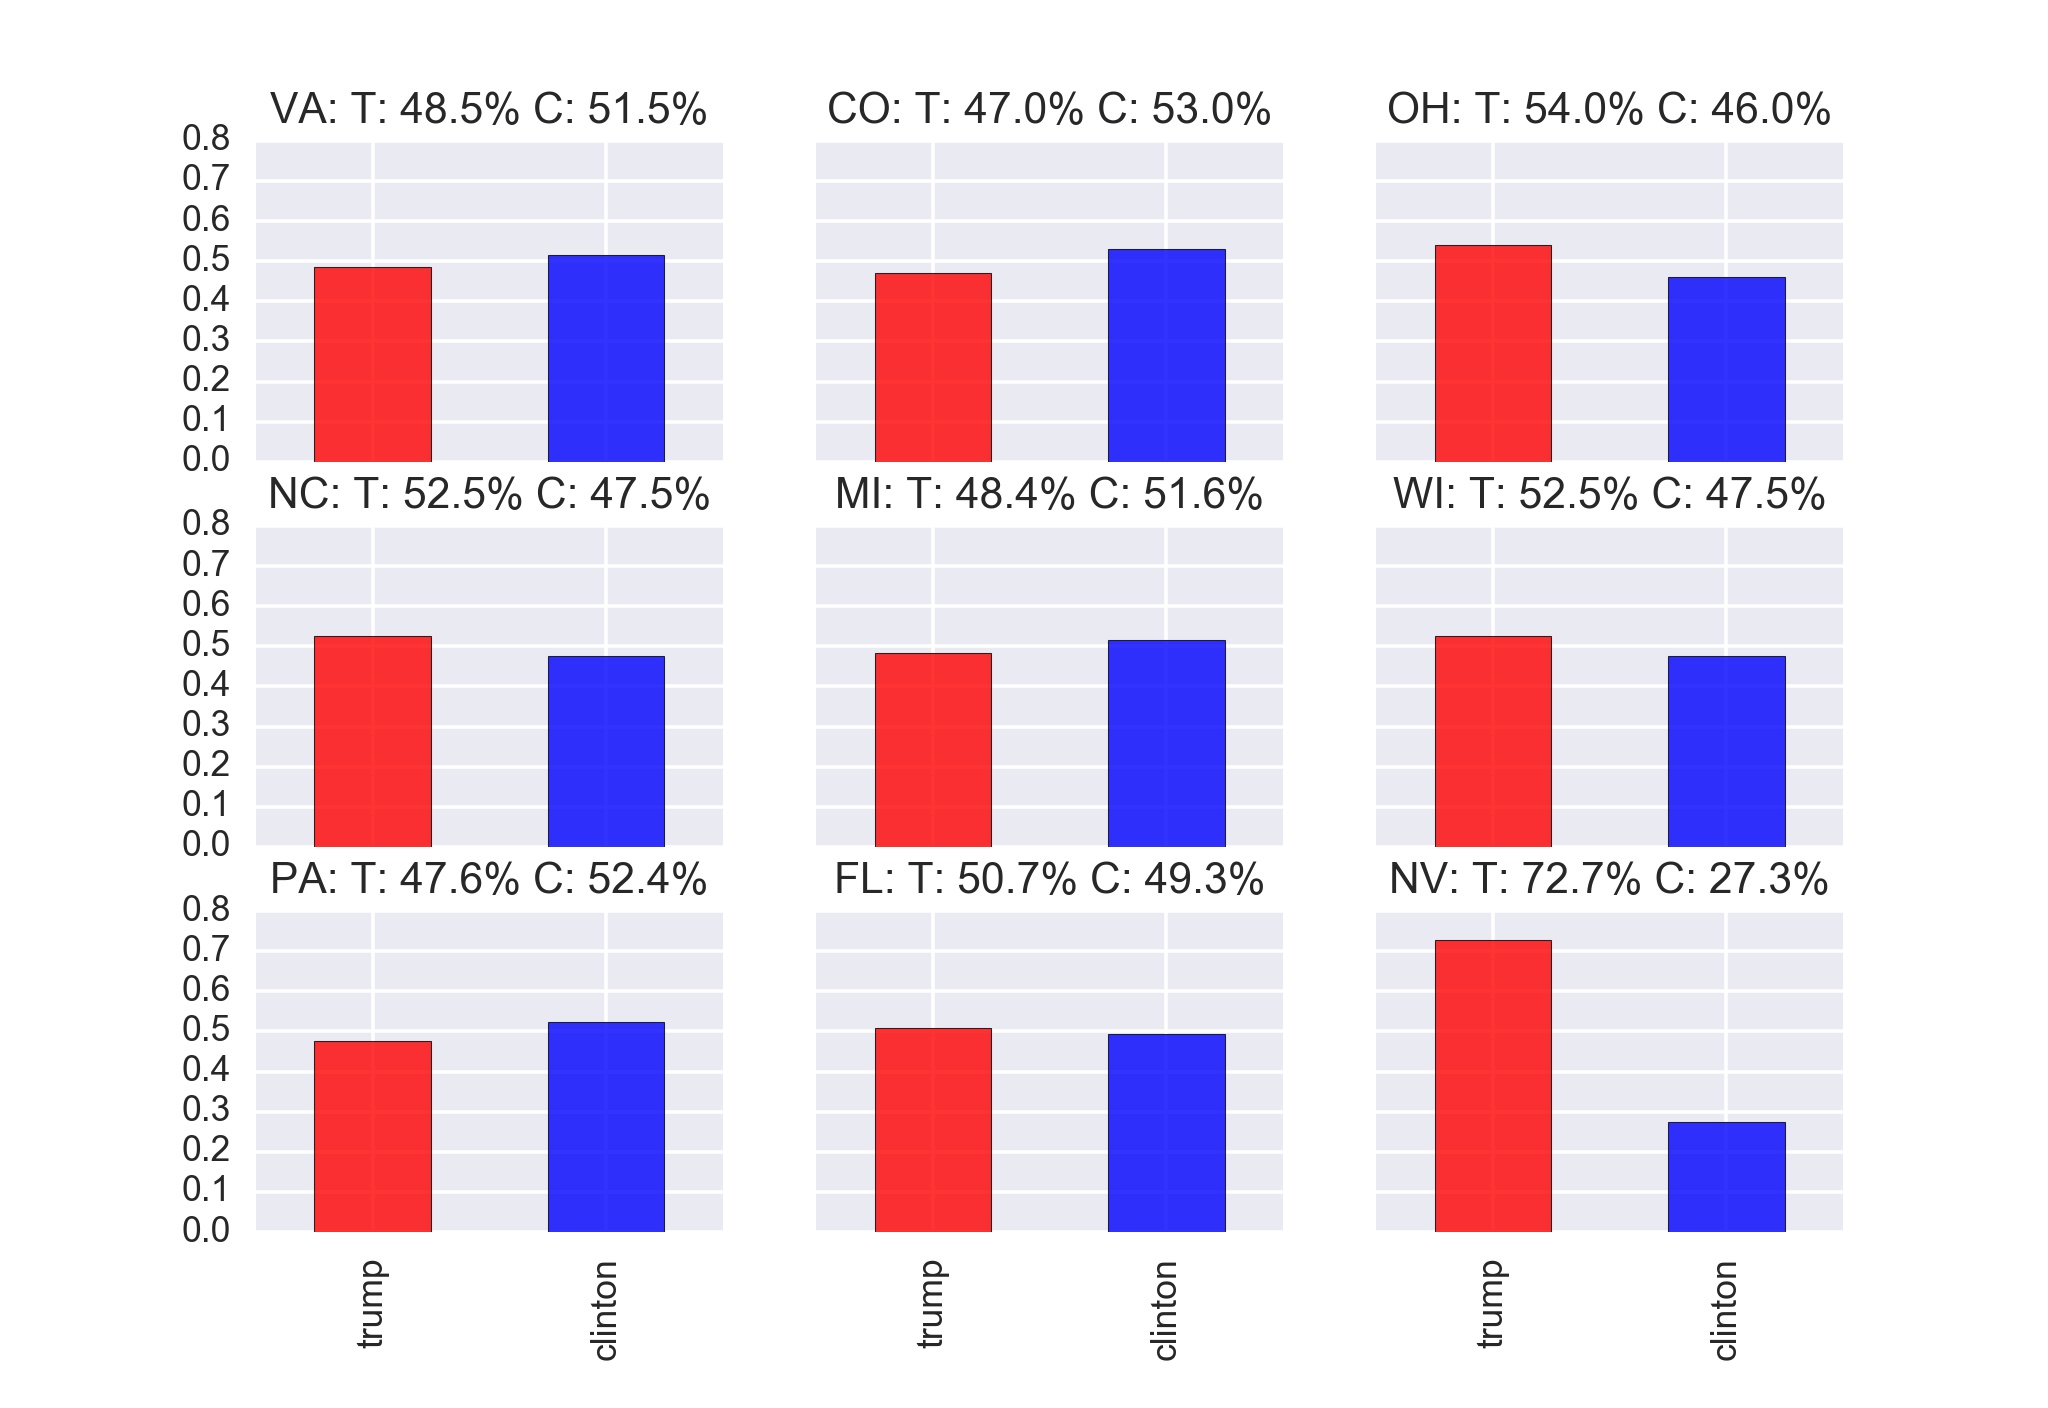 VA: T: 48.5% C: 51.5%
CO: T: 47.0% C: 53.0%
OH: T: 54.0% C: 46.0%
0.8
0.7
0.6
0.5
0.4
0.3
0.2
0.1
0.0
NC: T: 52.5% C: 47.5%
MI: T: 48.4% C: 51.6%
WI: T: 52.5% C: 47.5%
0.8
0.7
0.6
0.5
0.4
0.3
0.2
0.1
0.0
PA: T: 47.6% C: 52.4%
FL: T: 50.7% C: 49.3%
NV: T: 72.7% C: 27.3%
0.8
0.7
0.6
0.5
0.4
0.3
0.2
0.1
0.0
trump
clinton
trump
clinton
trump
clinton